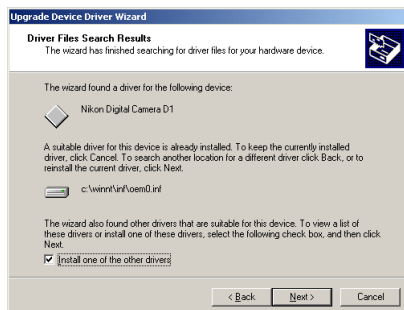 Upgrade Device Driver Wizard
Driver Files Search Results
The wizard has finished searching for driver files for your hardware device.
The wizard found a driver for the following device:
Nikon Digital Camera D1
A suitable driver for this device is already installed. To keep the currently installed
driver, click Cancel. To search another location for a different driver click Back, or to
reinstall the current driver, click Next.
c:\winnt\inf\oem0.inf
The wizard also found other drivers that are suitable for this device. To view a list of
these drivers or install one of these drivers, select the following check box, and then click
Next.
Install one of the other drivers
< Back Next > Cancel